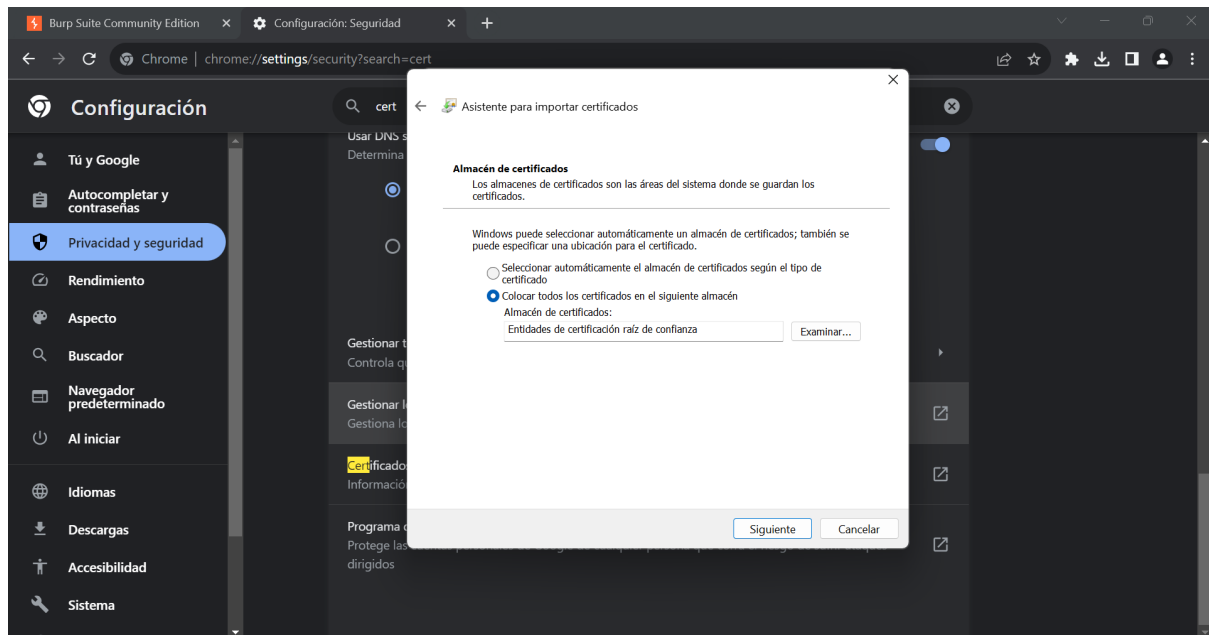 Burp Suite Community Edition
Configuración: Seguridad
Chrome | chrome://settings/security?search=cert
Configuración
cert
Tú y Google
Autocompletar y
contraseñas
Privacidad y seguridad
Rendimiento
Aspecto
Buscador
Navegador
predeterminado
Al iniciar
Idiomas
Descargas
Accesibilidad
Sistema
Usar DNS s
Determina
Gestionar t
Controla qu
Gestionar l
Gestiona lo
Certificados
Informació
Programa
Protege las
dirigidos
Asistente para importar certificados
Almacén de certificados
Los almacenes de certificados son las áreas del sistema donde se guardan los
certificados.
Windows puede seleccionar automáticamente un almacén de certificados; también se
puede especificar una ubicación para el certificado.
Seleccionar automáticamente el almacén de certificados según el tipo de
certificado
Colocar todos los certificados en el siguiente almacén
Almacén de certificados:
Entidades de certificación raíz de confianza
Examinar...
Siguiente
Cancelar